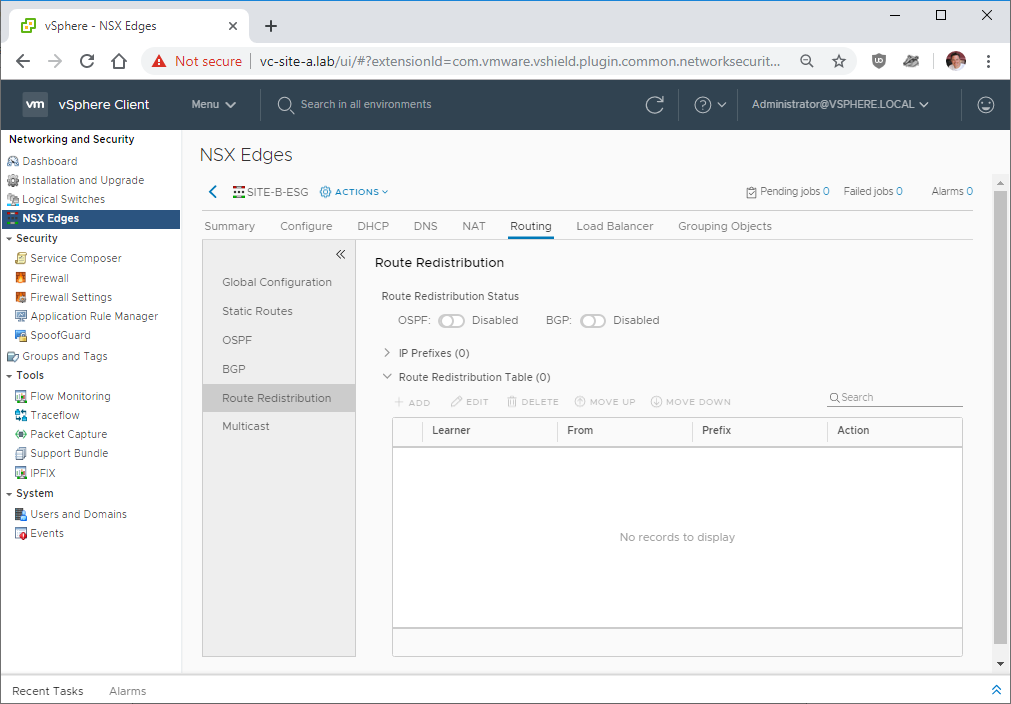 vSphere - NSX Edges
Not secure vc-site-a.lab/ui/#?extensionId=com.vmware.vshield.plugin.common.networksecurit...
vm vSphere Client Menu Search in all environments Administrator@VSPHERE.LOCAL
Networking and Security
Dashboard
Installation and Upgrade
Logical Switches
NSX Edges
Security
Service Composer
Firewall
Firewall Settings
Application Rule Manager
SpoofGuard
Groups and Tags
Tools
Flow Monitoring
Traceflow
Packet Capture
Support Bundle
IPFIX
System
Users and Domains
Events
NSX Edges
SITE-B-ESG ACTIONS Pending jobs 0 Failed jobs 0 Alarms 0
Summary Configure DHCP DNS NAT Routing Load Balancer Grouping Objects
Global Configuration
Static Routes
OSPF
BGP
Route Redistribution
Multicast
Route Redistribution
Route Redistribution Status
OSPF: Disabled BGP: Disabled
IP Prefixes (0)
Route Redistribution Table (0)
+ ADD EDIT DELETE MOVE UP MOVE DOWN Search
Learner From Prefix Action
No records to display
Recent Tasks Alarms